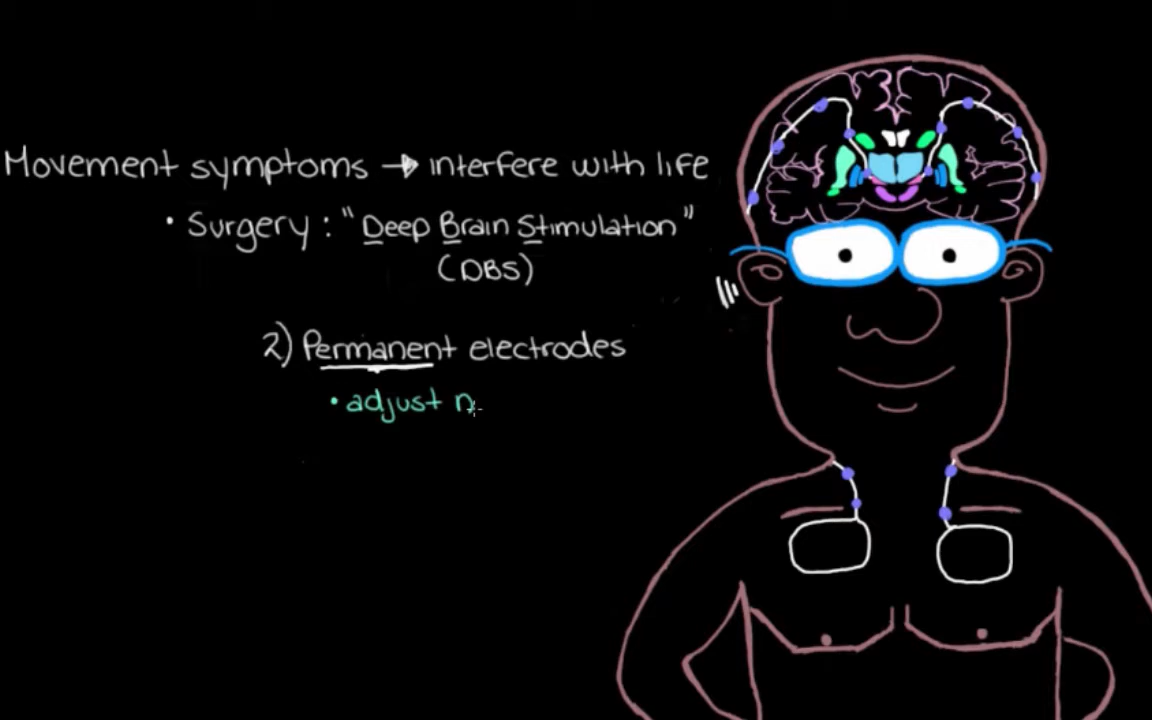 Movement symptoms → interfere with life
• Surgery : "Deep Brain Stimulation"
(DBS)
2) Permanent electrodes
• adjust n